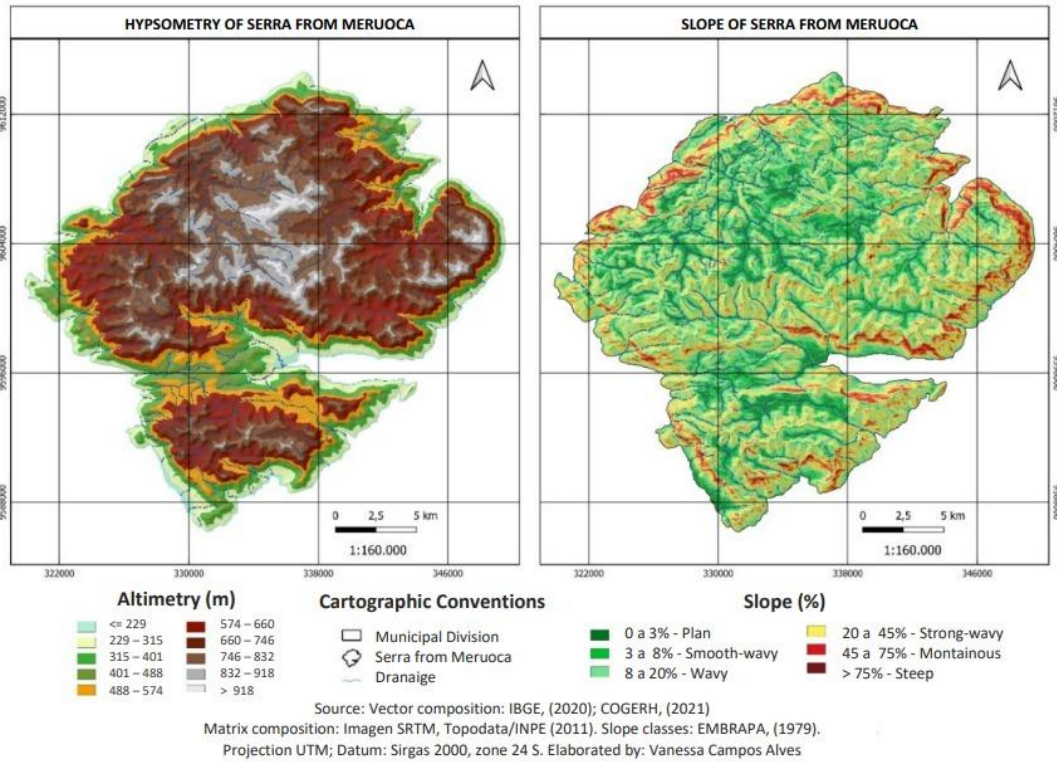 HYPSOMETRY OF SERRA FROM MERUOCA
SLOPE OF SERRA FROM MERUOCA
9612000
9604000
9596000
9588000
0 2,5 5 km
1:160.000
0 2,5 5 km
1:160.000
322000 330000 338000 346000
322000 330000 338000 346000
Altimetry (m)
<= 229
229 – 315
315 – 401
401 – 488
488 – 574
574 – 660
660 – 746
746 – 832
832 – 918
> 918
Cartographic Conventions
Municipal Division
Serra from Meruoca
Dranaige
Slope (%)
0 a 3% - Plan
3 a 8% - Smooth-wavy
8 a 20% - Wavy
20 a 45% - Strong-wavy
45 a 75% - Montainous
> 75% - Steep
Source: Vector composition: IBGE, (2020); COGERH, (2021)
Matrix composition: Imagen SRTM, Topodata/INPE (2011). Slope classes: EMBRAPA, (1979).
Projection UTM; Datum: Sirgas 2000, zone 24 S. Elaborated by: Vanessa Campos Alves